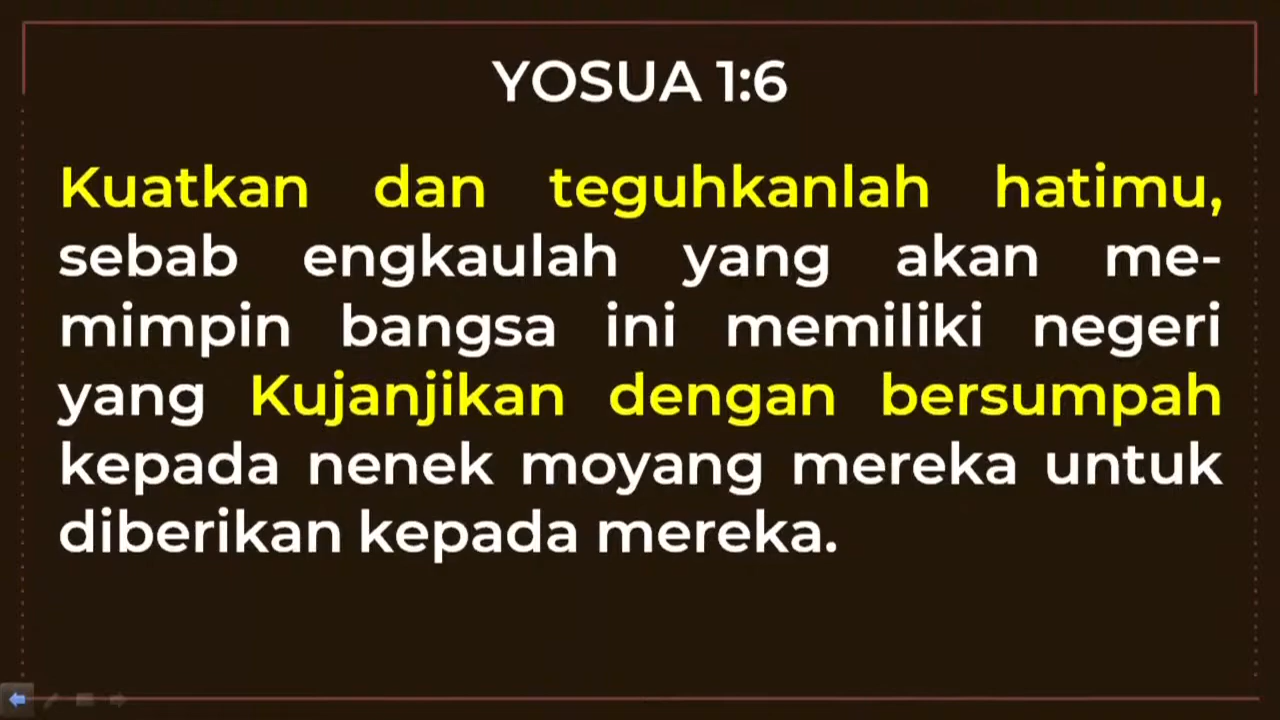 YOSUA 1:6
Kuatkan dan teguhkanlah hatimu,
sebab engkaulah yang akan me-
mimpin bangsa ini memiliki negeri
yang Kujanjikan dengan bersumpah
kepada nenek moyang mereka untuk
diberikan kepada mereka.